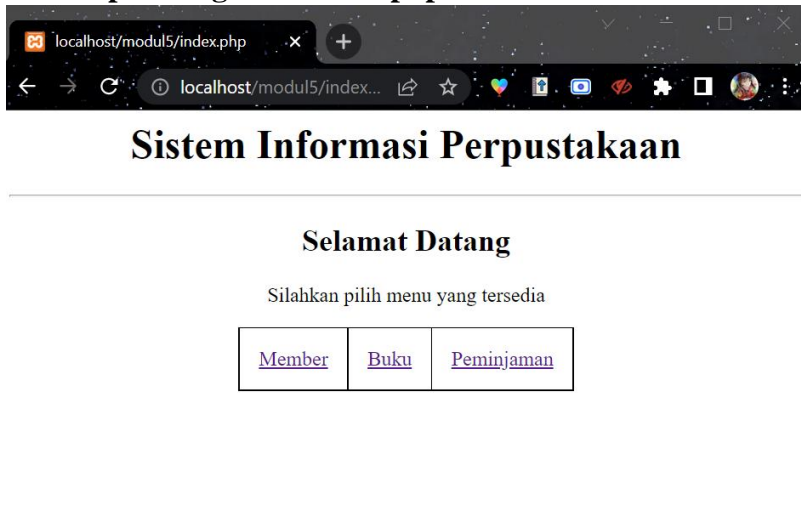 localhost/modul5/index.php
localhost/modul5/index...
Sistem Informasi Perpustakaan
Selamat Datang
Silahkan pilih menu yang tersedia
Member Buku Peminjaman